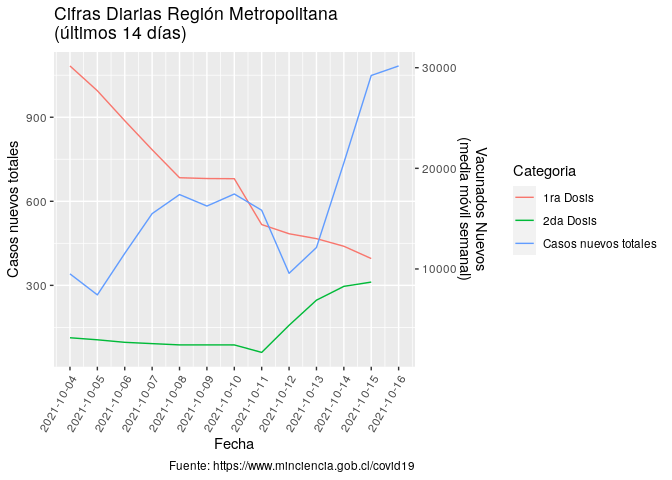 Cifras Diarias Región Metropolitana
(últimos 14 días)
Casos nuevos totales
900
600
300
30000
20000
10000
Vacunados Nuevos
(media móvil semanal)
2021-10-04
2021-10-05
2021-10-06
2021-10-07
2021-10-08
2021-10-09
2021-10-10
2021-10-11
2021-10-12
2021-10-13
2021-10-14
2021-10-15
2021-10-16
Fecha
Categoria
1ra Dosis
2da Dosis
Casos nuevos totales
Fuente: https://www.minciencia.gob.cl/covid19